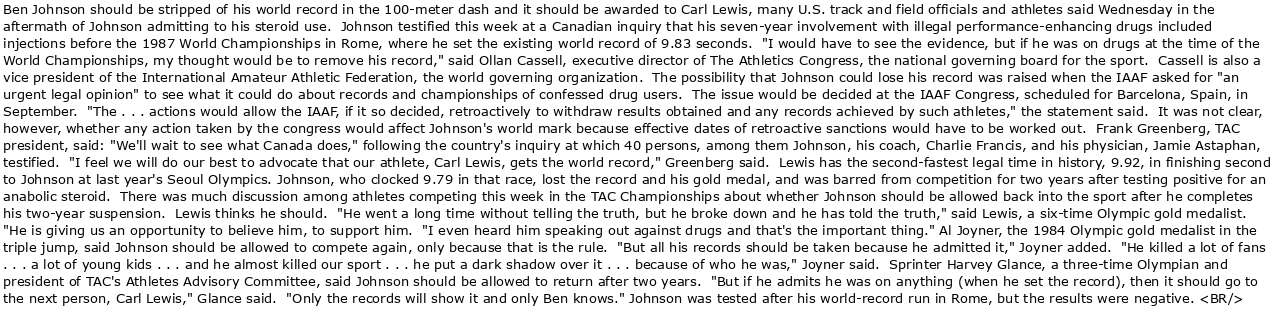 Ben Johnson should be stripped of his world record in the 100-meter dash and it should be awarded to Carl Lewis, many U.S. track and field officials and athletes said Wednesday in the
aftermath of Johnson admitting to his steroid use.  Johnson testified this week at a Canadian inquiry that his seven-year involvement with illegal performance-enhancing drugs included
injections before the 1987 World Championships in Rome, where he set the existing world record of 9.83 seconds.  "I would have to see the evidence, but if he was on drugs at the time of the
World Championships, my thought would be to remove his record," said Ollan Cassell, executive director of The Athletics Congress, the national governing board for the sport.  Cassell is also a
vice president of the International Amateur Athletic Federation, the world governing organization.  The possibility that Johnson could lose his record was raised when the IAAF asked for "an
urgent legal opinion" to see what it could do about records and championships of confessed drug users.  The issue would be decided at the IAAF Congress, scheduled for Barcelona, Spain, in
September.  "The . . . actions would allow the IAAF, if it so decided, retroactively to withdraw results obtained and any records achieved by such athletes," the statement said.  It was not clear,
however, whether any action taken by the congress would affect Johnson's world mark because effective dates of retroactive sanctions would have to be worked out.  Frank Greenberg, TAC
president, said: "We'll wait to see what Canada does," following the country's inquiry at which 40 persons, among them Johnson, his coach, Charlie Francis, and his physician, Jamie Astaphan,
testified.  "I feel we will do our best to advocate that our athlete, Carl Lewis, gets the world record," Greenberg said.  Lewis has the second-fastest legal time in history, 9.92, in finishing second
to Johnson at last year's Seoul Olympics. Johnson, who clocked 9.79 in that race, lost the record and his gold medal, and was barred from competition for two years after testing positive for an
anabolic steroid.  There was much discussion among athletes competing this week in the TAC Championships about whether Johnson should be allowed back into the sport after he completes
his two-year suspension.  Lewis thinks he should.  "He went a long time without telling the truth, but he broke down and he has told the truth," said Lewis, a six-time Olympic gold medalist.
"He is giving us an opportunity to believe him, to support him.  "I even heard him speaking out against drugs and that's the important thing." Al Joyner, the 1984 Olympic gold medalist in the
triple jump, said Johnson should be allowed to compete again, only because that is the rule.  "But all his records should be taken because he admitted it," Joyner added.  "He killed a lot of fans
. . . a lot of young kids . . . and he almost killed our sport . . . he put a dark shadow over it . . . because of who he was," Joyner said.  Sprinter Harvey Glance, a three-time Olympian and
president of TAC's Athletes Advisory Committee, said Johnson should be allowed to return after two years.  "But if he admits he was on anything (when he set the record), then it should go to
the next person, Carl Lewis," Glance said.  "Only the records will show it and only Ben knows." Johnson was tested after his world-record run in Rome, but the results were negative. <BR/>